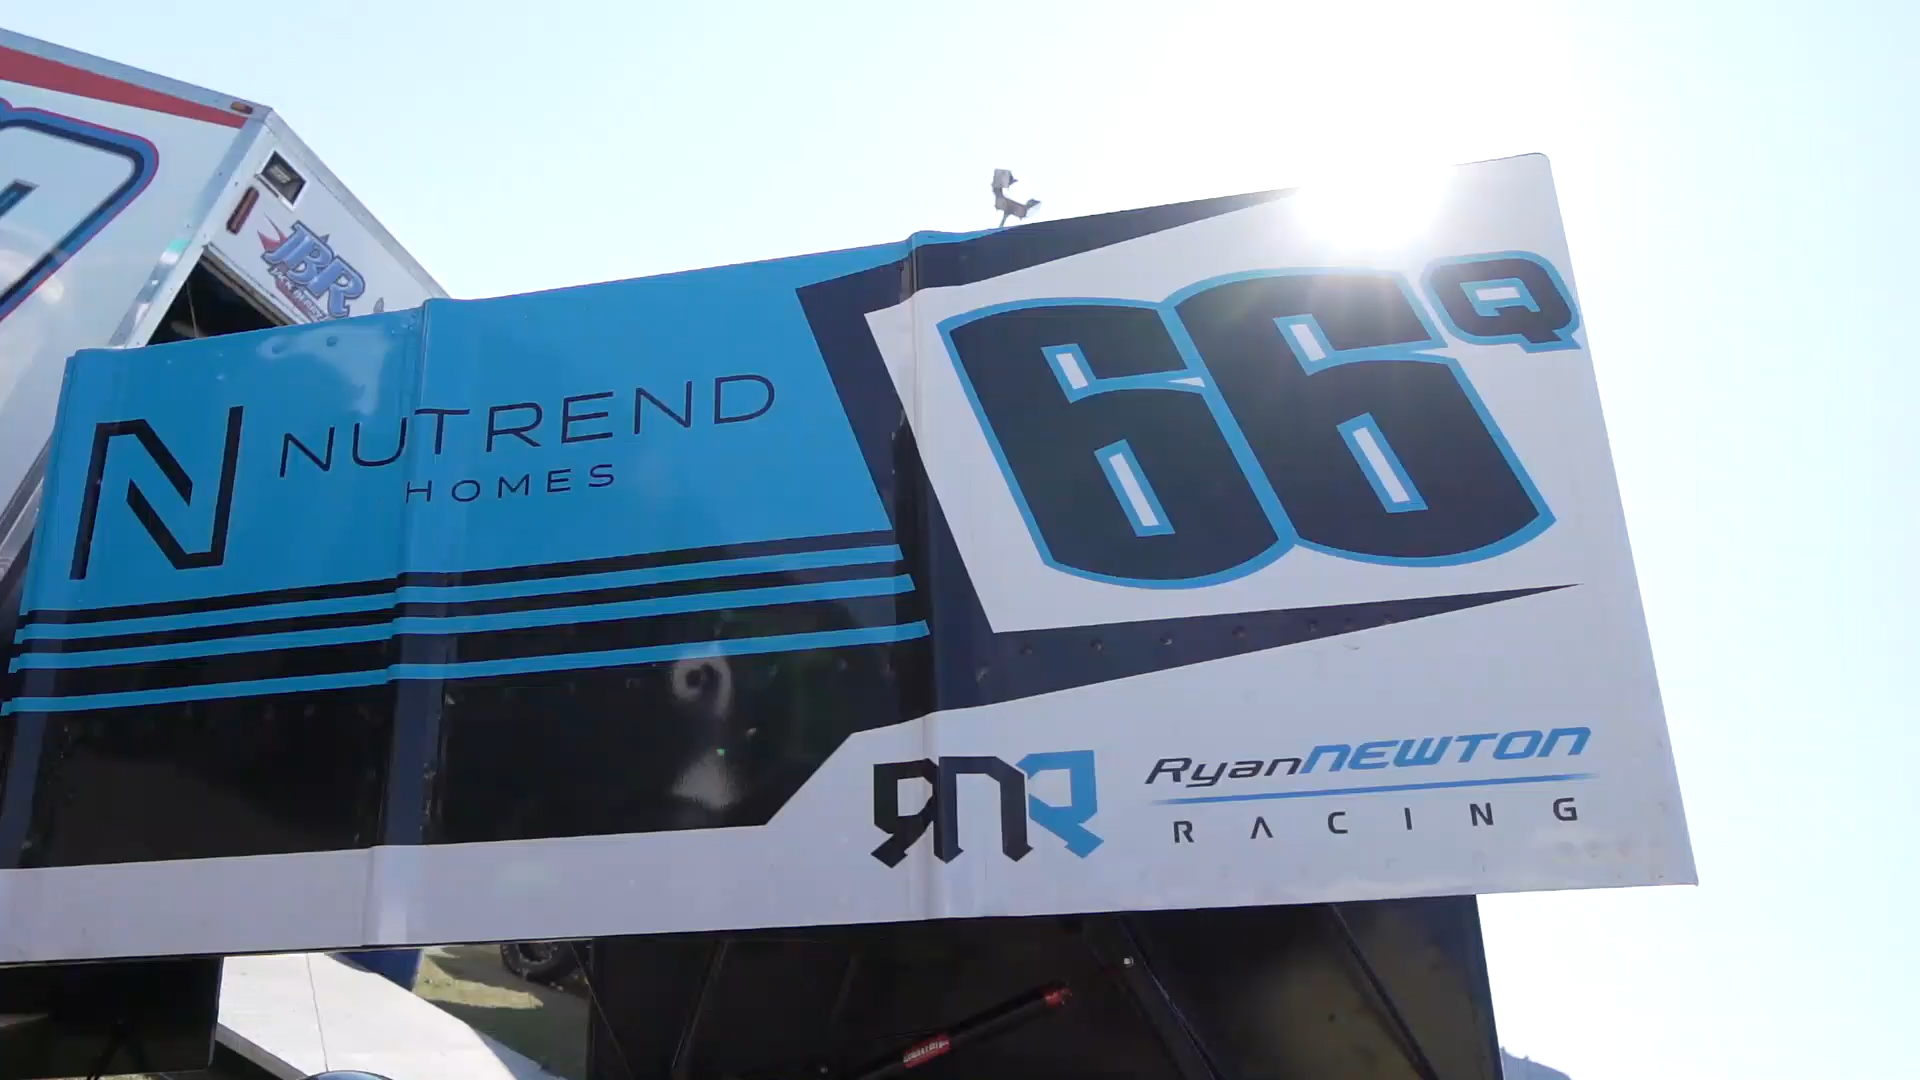 JBR
N NUTREND
HOMES
66Q
RNR
RyanNEWTON
RACING